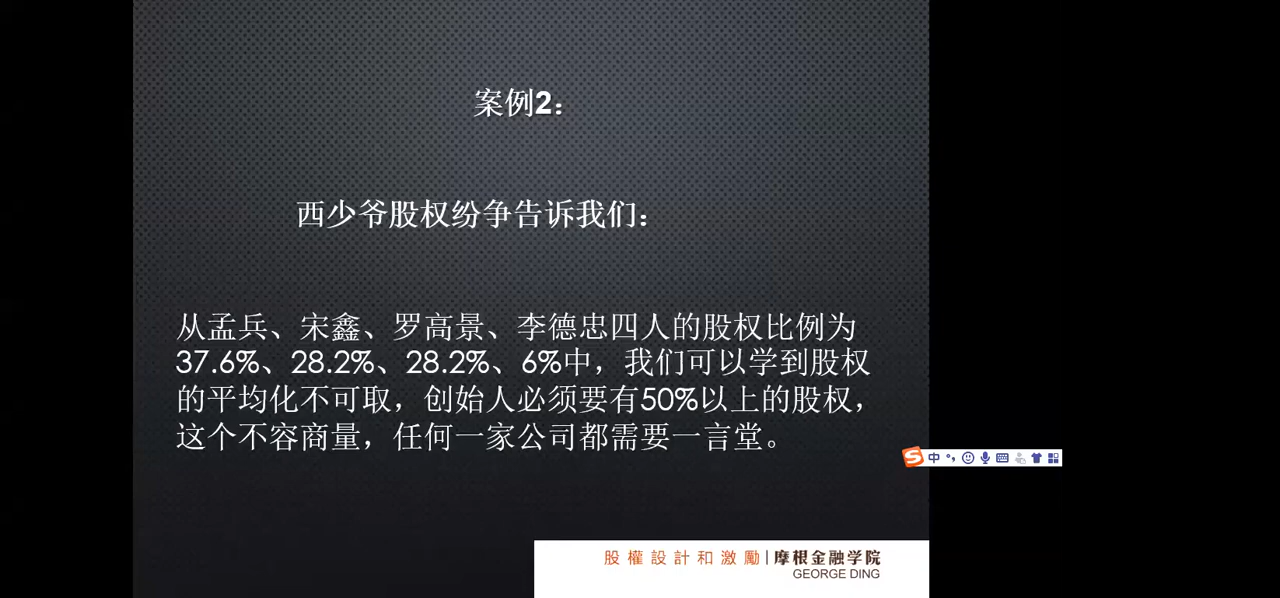 案例2：
西少爷股权纷争告诉我们：
从孟兵、宋鑫、罗高景、李德忠四人的股权比例为
37.6%、28.2%、28.2%、6%中，我们可以学到股权
的平均化不可取，创始人必须要有50%以上的股权，
这个不容商量，任何一家公司都需要一言堂。
中
股權設計和激勵|摩根金融学院
GEORGE DING